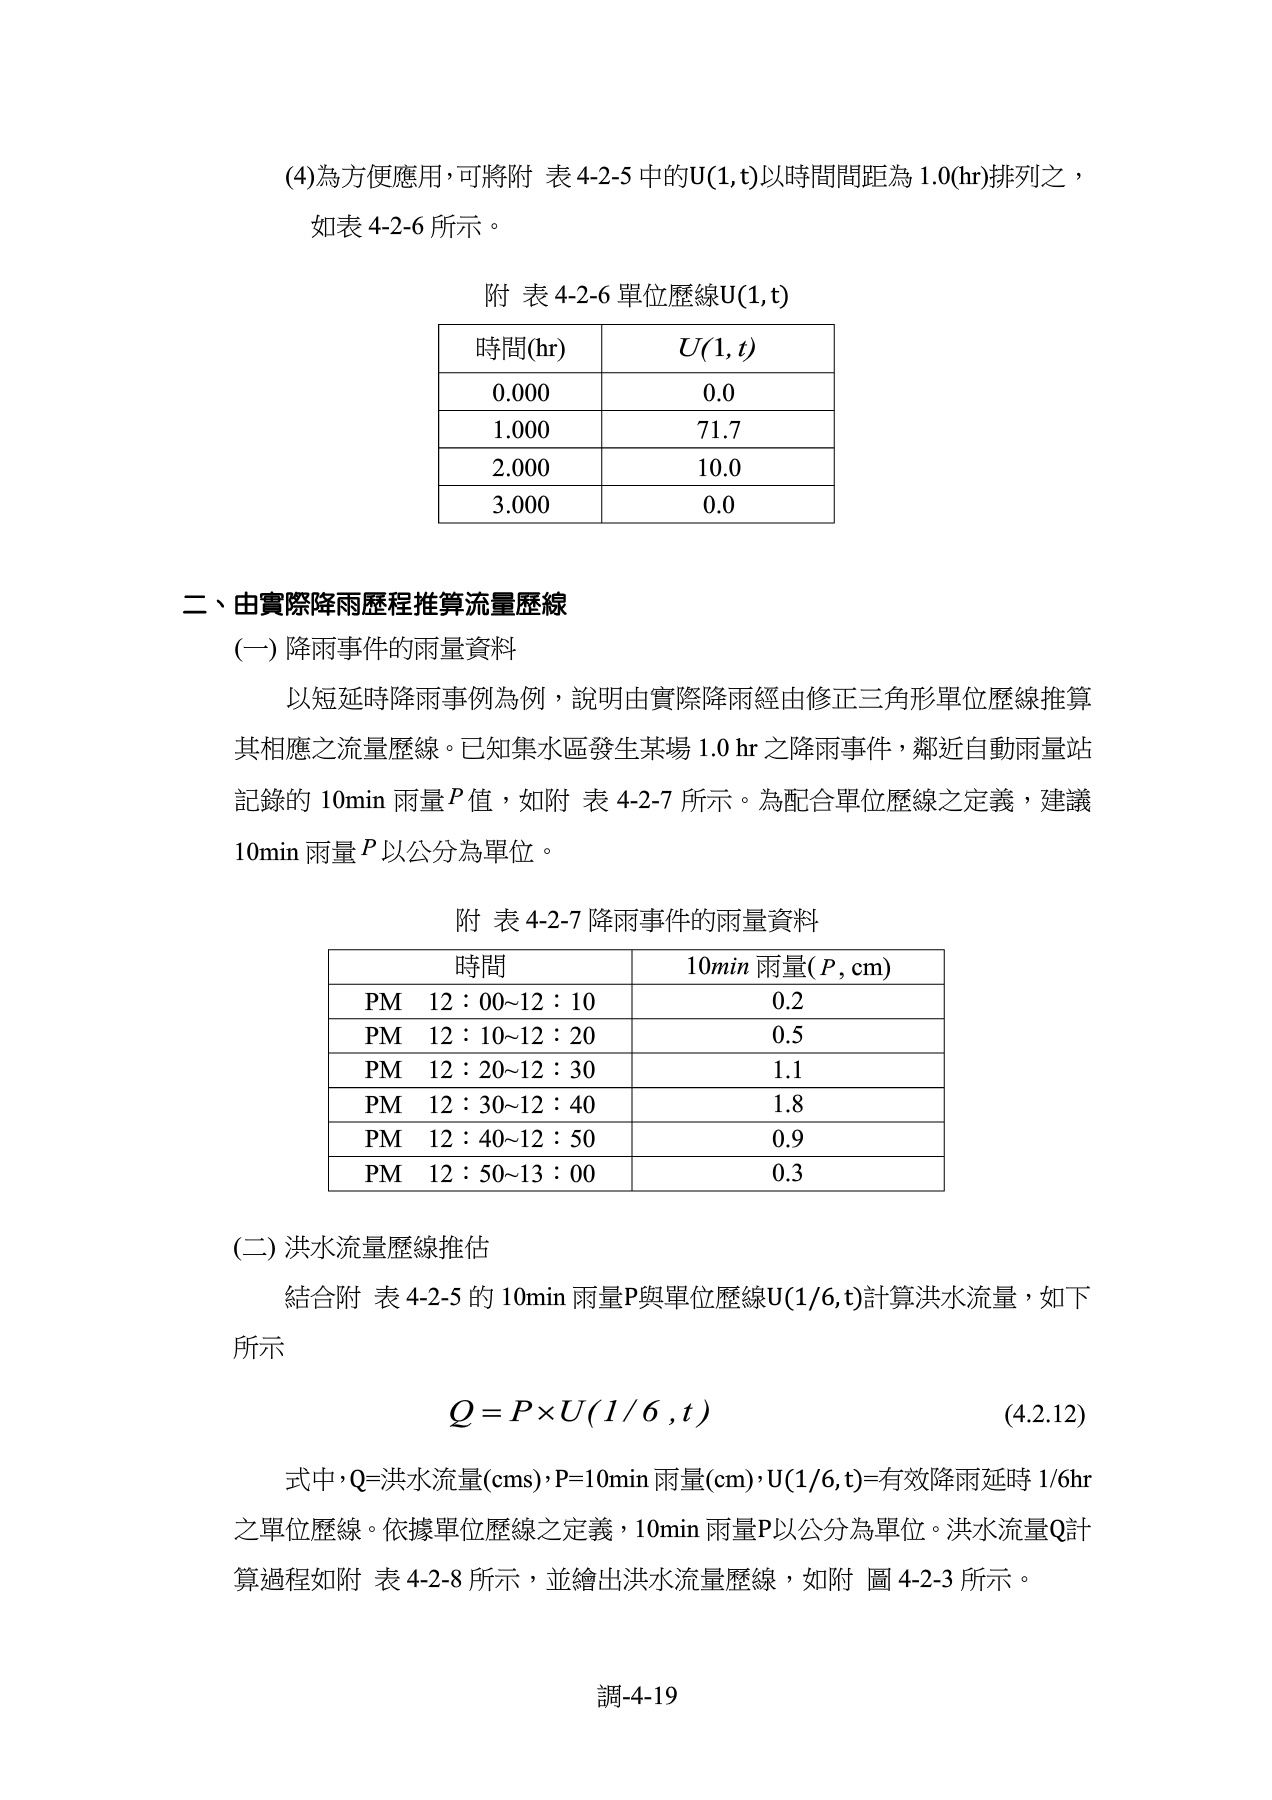 (4)為方便應用，可將附 表 4-2-5 中的U(1, t)以時間間距為 1.0(hr)排列之，
如表 4-2-6 所示。
附 表 4-2-6 單位歷線U(1, t)
時間(hr) U(1, t)
0.000 0.0
1.000 71.7
2.000 10.0
3.000 0.0
二、由實際降雨歷程推算流量歷線
(一) 降雨事件的雨量資料
以短延時降雨事例為例，說明由實際降雨經由修正三角形單位歷線推算
其相應之流量歷線。已知集水區發生某場 1.0 hr 之降雨事件，鄰近自動雨量站
記錄的 10min 雨量 P 值，如附 表 4-2-7 所示。為配合單位歷線之定義，建議
10min 雨量 P 以公分為單位。
附 表 4-2-7 降雨事件的雨量資料
時間 10min 雨量( P , cm)
PM 12：00~12：10 0.2
PM 12：10~12：20 0.5
PM 12：20~12：30 1.1
PM 12：30~12：40 1.8
PM 12：40~12：50 0.9
PM 12：50~13：00 0.3
(二) 洪水流量歷線推估
結合附 表 4-2-5 的 10min 雨量P與單位歷線U(1/6, t)計算洪水流量，如下
所示
Q = P×U(1/6 , t) (4.2.12)
式中，Q=洪水流量(cms)，P=10min 雨量(cm)，U(1/6, t)=有效降雨延時 1/6hr
之單位歷線。依據單位歷線之定義，10min 雨量P以公分為單位。洪水流量Q計
算過程如附 表 4-2-8 所示，並繪出洪水流量歷線，如附 圖 4-2-3 所示。
調-4-19